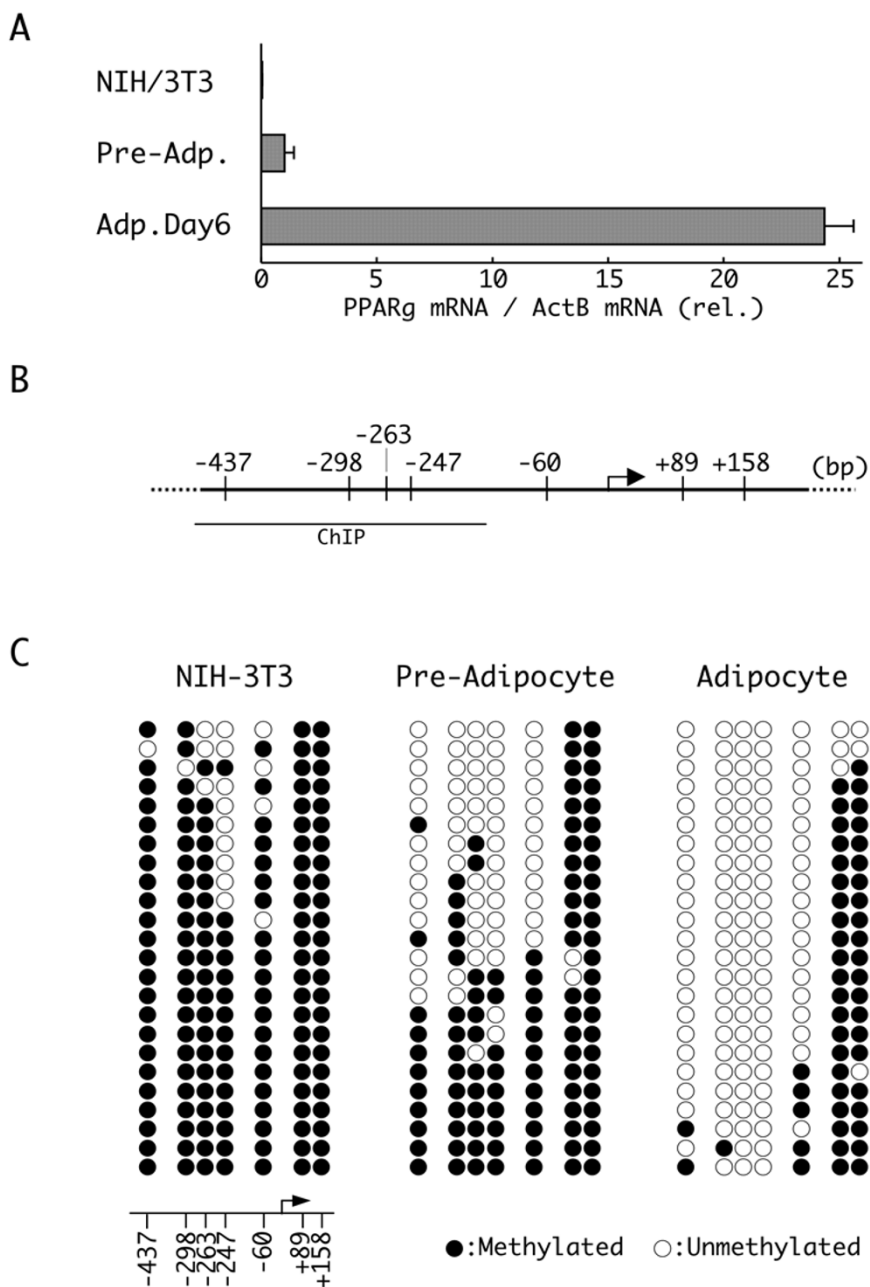 A
NIH/3T3
Pre-Adp.
Adp.Day6
0 5 10 15 20 25
PPARg mRNA / ActB mRNA (rel.)
B
-263
-437 -298 -247 -60 +89 +158 (bp)
ChIP
C
NIH-3T3 Pre-Adipocyte Adipocyte
-437 -298 -263 -247 -60 +89 +158
●:Methylated ○:Unmethylated